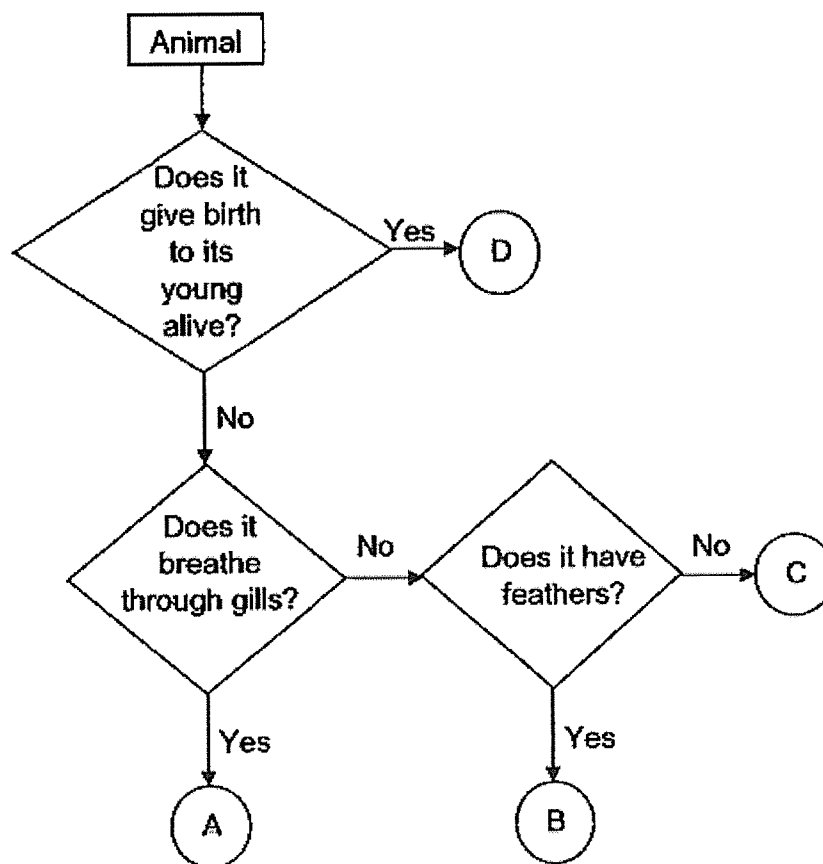 Animal
Does it
give birth
to its
young
alive?
Yes
D
No
Does it
breathe
through gills?
No
Does it have
feathers?
No
C
Yes
A
Yes
B